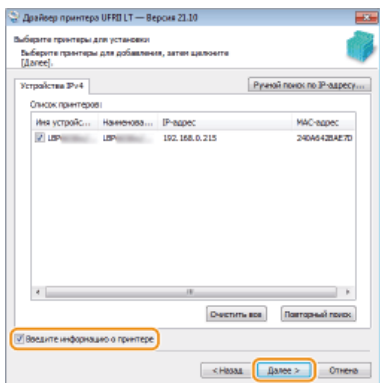 Драйвер принтера UFRII LT — Версия 21.10
Выберите принтеры для установки
Выберите принтеры для добавления, затем щелкните
[Далее].
Устройства IPv4
Ручной поиск по IP-адресу...
Список принтеров:
Имя устройс... Наименова... IP-адрес MAC-адрес
LBP LBP 192.168.0.215 240A642BAE7D
Очистить все Повторный поиск
Введите информацию о принтере
< Назад Далее > Отмена